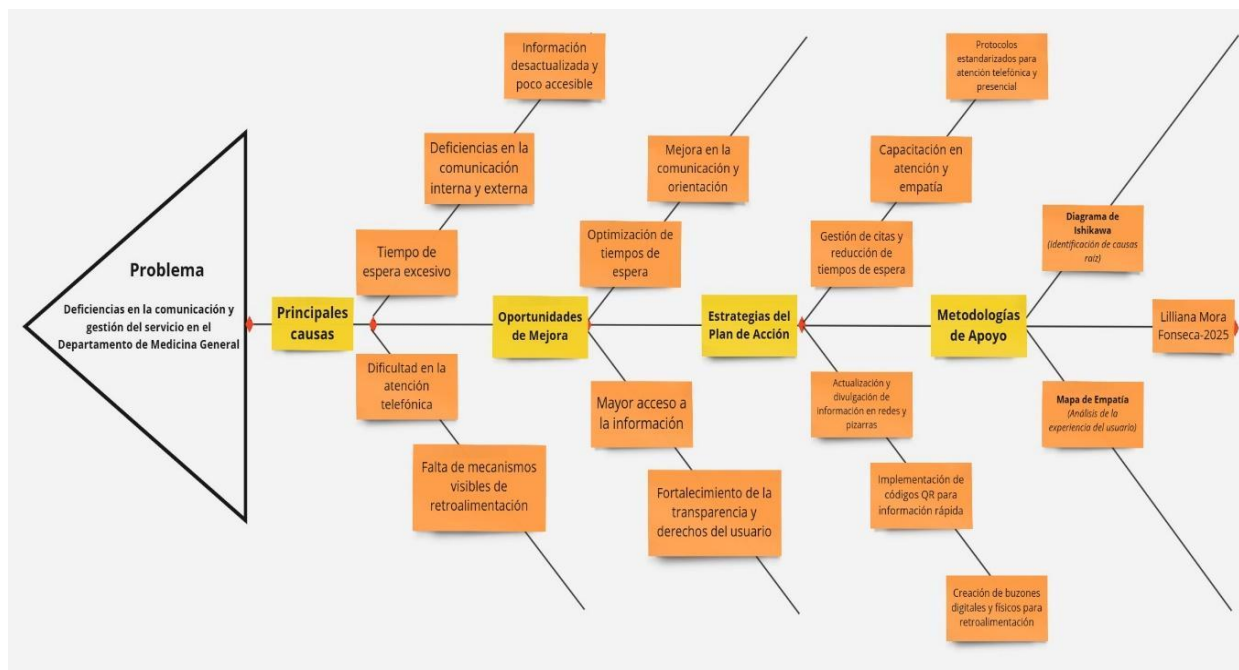 Problema
Deficiencias en la comunicación y
gestión del servicio en el
Departamento de Medicina General
Principales
causas
Información
desactualizada y
poco accesible
Deficiencias en la
comunicación
interna y externa
Tiempo de
espera excesivo
Dificultad en la
atención
telefónica
Falta de mecanismos
visibles de
retroalimentación
Oportunidades
de Mejora
Mejora en la
comunicación y
orientación
Optimización de
tiempos de
espera
Mayor acceso a
la información
Fortalecimiento de la
transparencia y
derechos del usuario
Estrategias del
Plan de Acción
Protocolos
estandarizados para
atención telefónica y
presencial
Capacitación en
atención y
empatía
Gestión de citas y
reducción de
tiempos de espera
Actualización y
divulgación de
información en redes y
pizarras
Implementación de
códigos QR para
información rápida
Creación de buzones
digitales y físicos para
retroalimentación
Metodologías
de Apoyo
Diagrama de
Ishikawa
(identificación de causas
raíz)
Mapa de Empatía
(Análisis de la
experiencia del usuario)
Lilliana Mora
Fonseca-2025